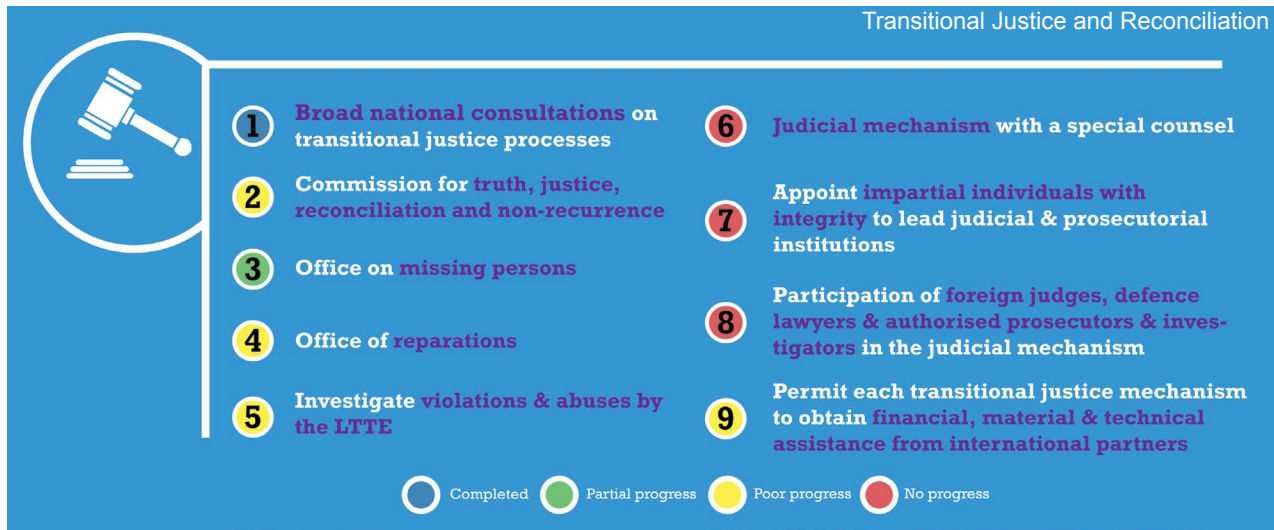 Transitional Justice and Reconciliation
1 Broad national consultations on
transitional justice processes
2 Commission for truth, justice,
reconciliation and non-recurrence
3 Office on missing persons
4 Office of reparations
5 Investigate violations & abuses by
the LTTE
6 Judicial mechanism with a special counsel
7 Appoint impartial individuals with
integrity to lead judicial & prosecutorial
institutions
8 Participation of foreign judges, defence
lawyers & authorised prosecutors & inves-
tigators in the judicial mechanism
9 Permit each transitional justice mechanism
to obtain financial, material & technical
assistance from international partners
Completed Partial progress Poor progress No progress